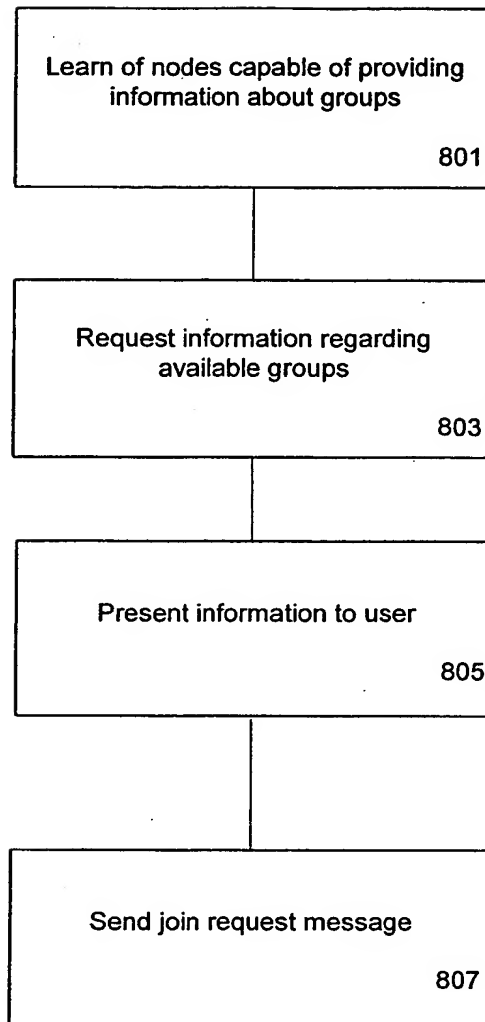 Learn of nodes capable of providing
information about groups
801
Request information regarding
available groups
803
Present information to user
805
Send join request message
807